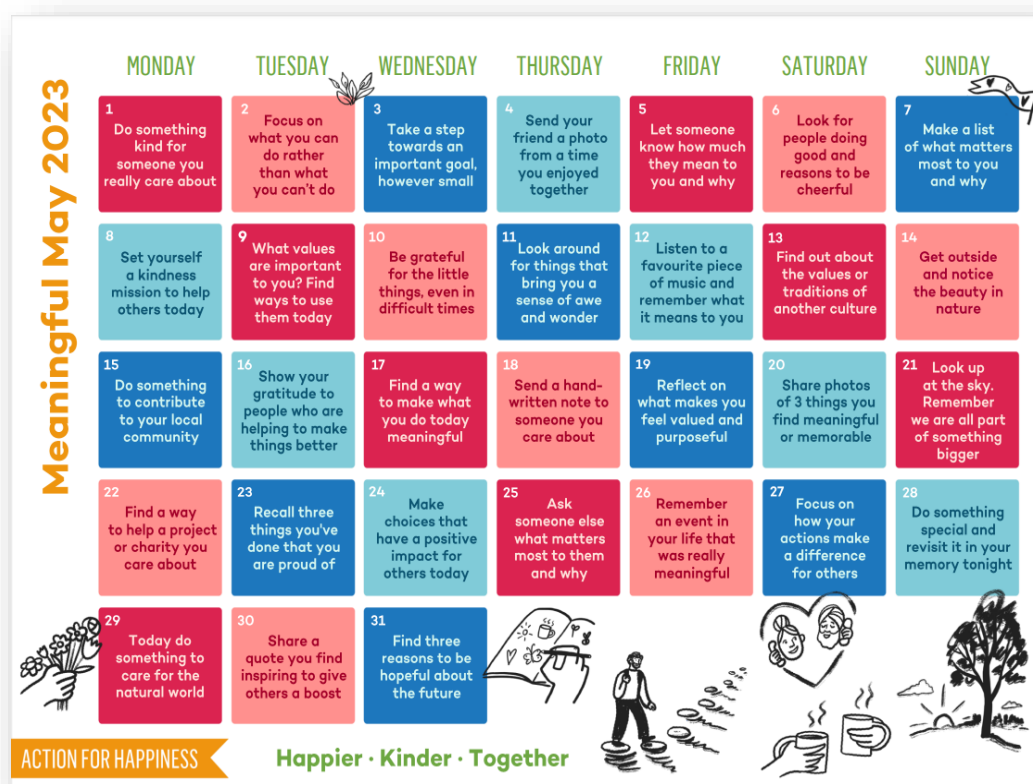 Meaningful May 2023
MONDAY TUESDAY WEDNESDAY THURSDAY FRIDAY SATURDAY SUNDAY
1
Do something
kind for
someone you
really care about
2
Focus on
what you can
do rather
than what
you can't do
3
Take a step
towards an
important goal,
however small
4
Send your
friend a photo
from a time
you enjoyed
together
5
Let someone
know how much
they mean to
you and why
6
Look for
people doing
good and
reasons to be
cheerful
7
Make a list
of what matters
most to you
and why
8
Set yourself
a kindness
mission to help
others today
9
What values
are important
to you? Find
ways to use
them today
10
Be grateful
for the little
things, even in
difficult times
11
Look around
for things that
bring you a
sense of awe
and wonder
12
Listen to a
favourite piece
of music and
remember what
it means to you
13
Find out about
the values or
traditions of
another culture
14
Get outside
and notice
the beauty in
nature
15
Do something
to contribute
to your local
community
16
Show your
gratitude to
people who are
helping to make
things better
17
Find a way
to make what
you do today
meaningful
18
Send a hand-
written note to
someone you
care about
19
Reflect on
what makes you
feel valued and
purposeful
20
Share photos
of 3 things you
find meaningful
or memorable
21
Look up
at the sky.
Remember
we are all part
of something
bigger
22
Find a way
to help a project
or charity you
care about
23
Recall three
things you've
done that you
are proud of
24
Make
choices that
have a positive
impact for
others today
25
Ask
someone else
what matters
most to them
and why
26
Remember
an event in
your life that
was really
meaningful
27
Focus on
how your
actions make
a difference
for others
28
Do something
special and
revisit it in your
memory tonight
29
Today do
something to
care for the
natural world
30
Share a
quote you find
inspiring to give
others a boost
31
Find three
reasons to be
hopeful about
the future
ACTION FOR HAPPINESS
Happier · Kinder · Together